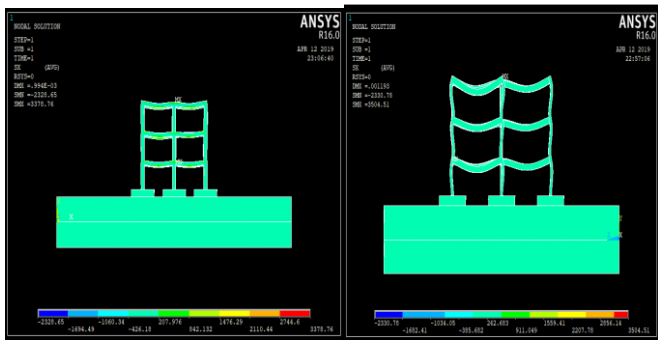 1
NODAL SOLUTION
STEP=1
SUB =1
TIME=1
SX (AVG)
RSYS=0
DMX =.994E-03
SMN =-2328.65
SMX =3378.76
ANSYS
R16.0
APR 12 2019
23:06:40
MX
X
-2328.65
-1694.49
-1060.34
-426.18
207.976
842.132
1476.29
2110.44
2744.6
3378.76
1
NODAL SOLUTION
STEP=1
SUB =1
TIME=1
SX (AVG)
RSYS=0
DMX =.001193
SMN =-2330.78
SMX =3504.51
ANSYS
R16.0
APR 12 2019
22:57:06
MX
X
-2330.78
-1682.41
-1034.05
-385.682
262.683
911.049
1559.41
2207.78
2856.14
3504.51